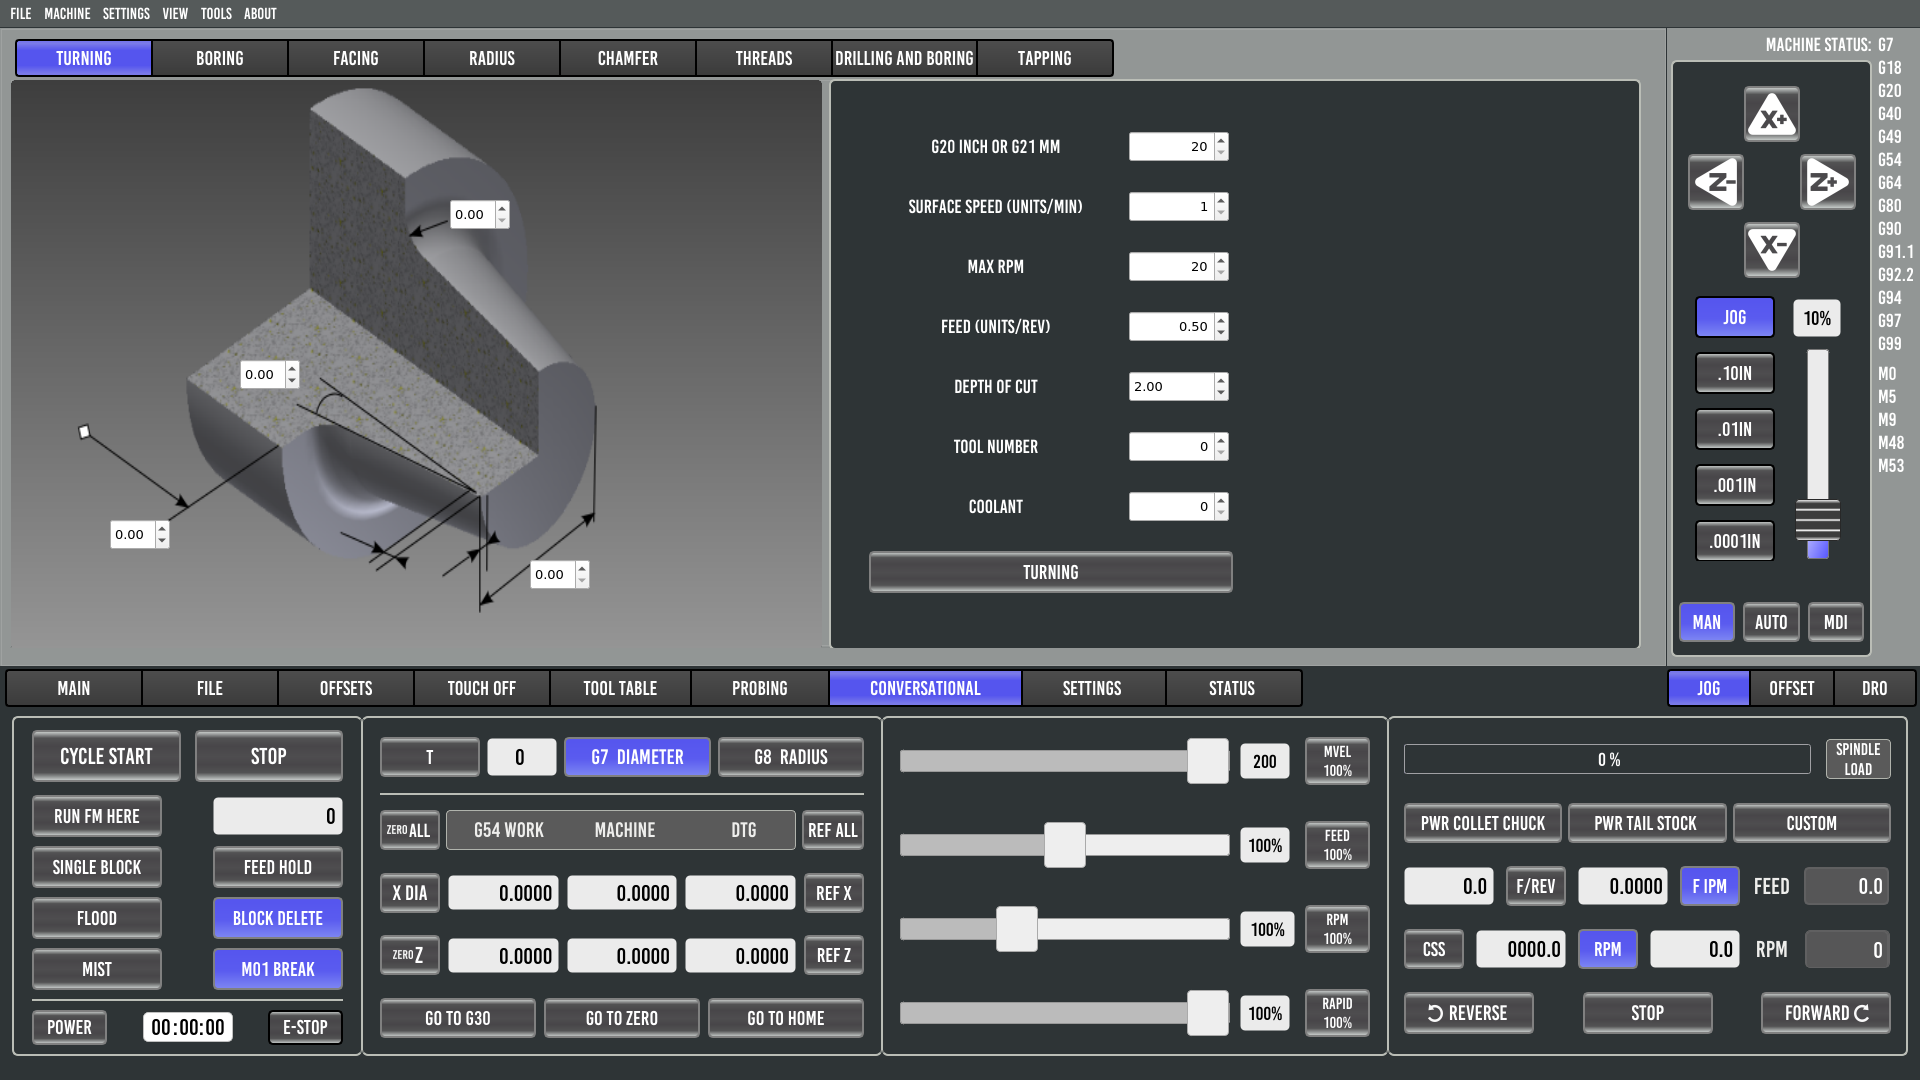 FILE MACHINE SETTINGS VIEW TOOLS ABOUT
TURNING BORING FACING RADIUS CHAMFER THREADS DRILLING AND BORING TAPPING
MACHINE STATUS: G7
G18
G20
G40
G49
G54
G64
G80
G90
G91.1
G92.2
G94
G97
G99
M0
M5
M9
M48
M53
0.00
0.00
0.00
0.00
G20 INCH OR G21 MM 20
SURFACE SPEED (UNITS/MIN) 1
MAX RPM 20
FEED (UNITS/REV) 0.50
DEPTH OF CUT 2.00
TOOL NUMBER 0
COOLANT 0
TURNING
X+
Z- Z+
X-
JOG 10%
.10IN
.01IN
.001IN
.0001IN
MAN AUTO MDI
MAIN FILE OFFSETS TOUCH OFF TOOL TABLE PROBING CONVERSATIONAL SETTINGS STATUS
JOG OFFSET DRO
CYCLE START STOP
RUN FM HERE 0
SINGLE BLOCK FEED HOLD
FLOOD BLOCK DELETE
MIST M01 BREAK
POWER 00:00:00 E-STOP
T 0 G7 DIAMETER G8 RADIUS
ZERO ALL G54 WORK MACHINE DTG REF ALL
X DIA 0.0000 0.0000 0.0000 REF X
ZERO Z 0.0000 0.0000 0.0000 REF Z
GO TO G30 GO TO ZERO GO TO HOME
200 MVEL
100%
100% FEED
100%
100% RPM
100%
100% RAPID
100%
0 % SPINDLE
LOAD
PWR COLLET CHUCK PWR TAIL STOCK CUSTOM
0.0 F/REV 0.0000 F IPM FEED 0.0
CSS 0000.0 RPM 0.0 RPM 0
REVERSE STOP FORWARD